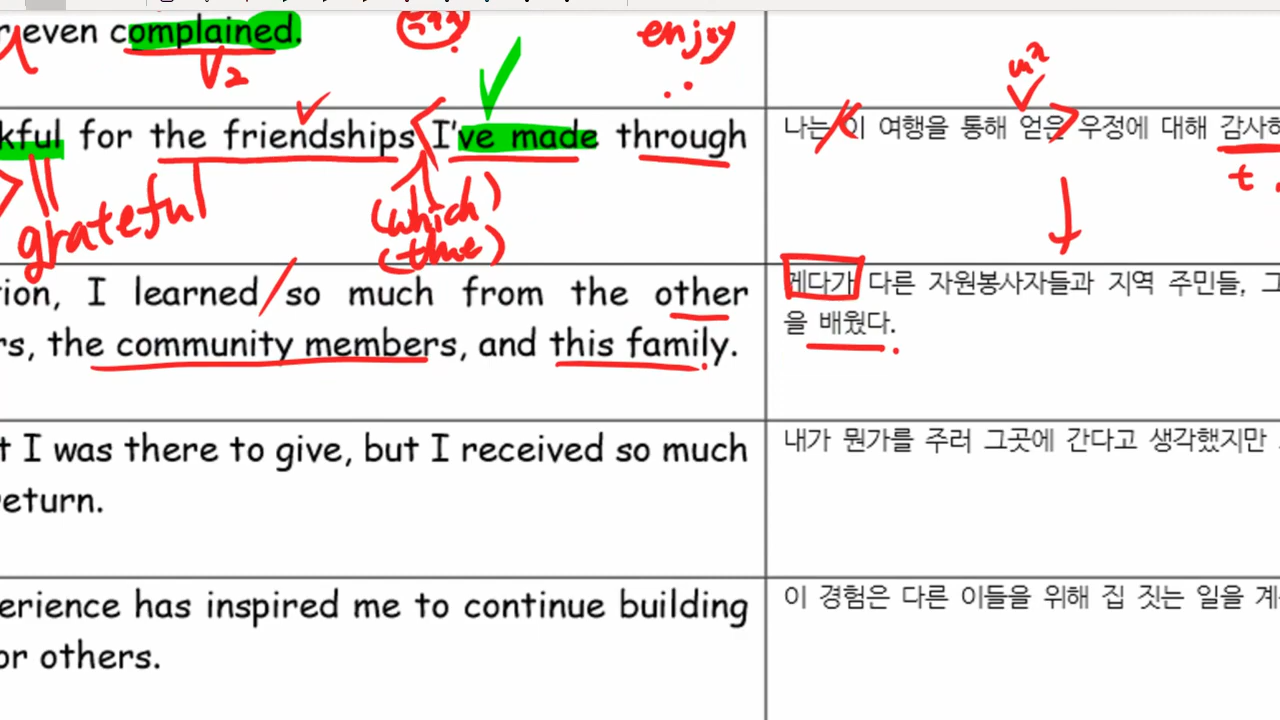 even complained.
V2
enjoy
kful for the friendships I've made through
grateful
(which)
나는 이 여행을 통해 얻은 우정에 대해 감사하
t
tion, I learned so much from the other
rs, the community members, and this family.
게다가 다른 자원봉사자들과 지역 주민들, 그
을 배웠다.
t I was there to give, but I received so much
return.
내가 뭔가를 주러 그곳에 간다고 생각했지만
erience has inspired me to continue building
or others.
이 경험은 다른 이들을 위해 집 짓는 일을 계